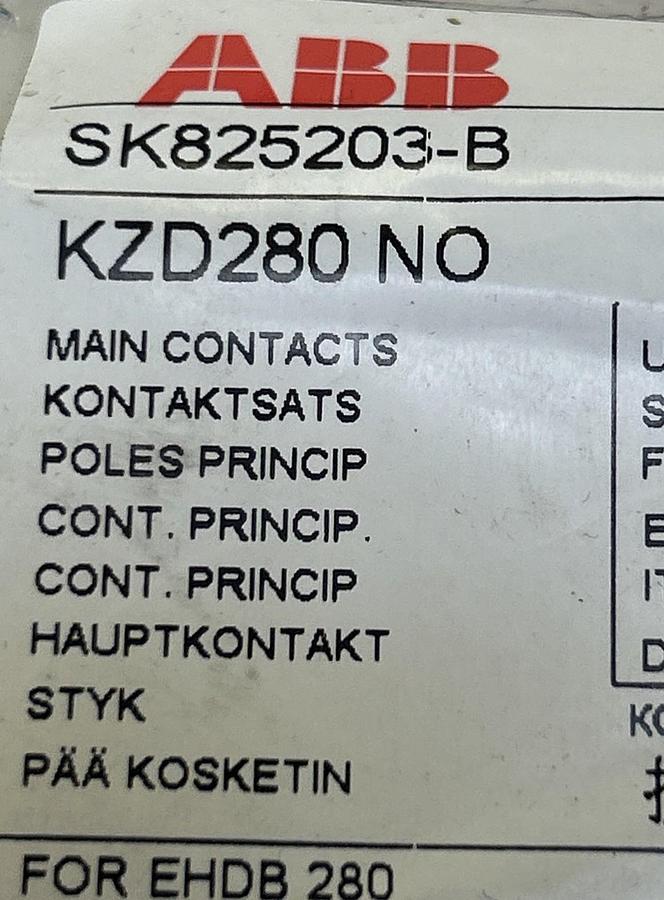 ABB
SK825203-B
KZD280 NO
MAIN CONTACTS
KONTAKTSATS
POLES PRINCIP
CONT. PRINCIP.
CONT. PRINCIP
HAUPTKONTAKT
STYK
PÄÄ KOSKETIN
FOR EHDB 280